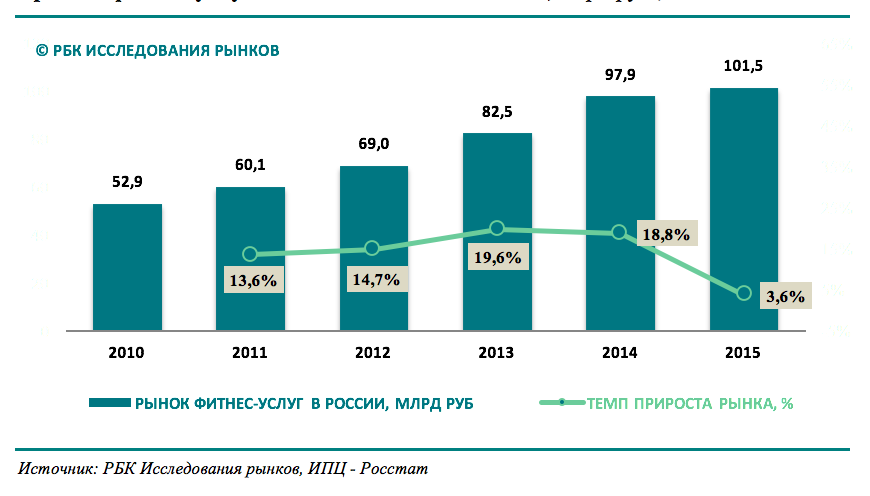 © РБК ИССЛЕДОВАНИЯ РЫНКОВ
101,5
97,9
82,5
69,0
60,1
52,9
18,8%
19,6%
14,7%
13,6%
3,6%
2010 2011 2012 2013 2014 2015
РЫНОК ФИТНЕС-УСЛУГ В РОССИИ, МЛРД РУБ ТЕМП ПРИРОСТА РЫНКА, %
Источник: РБК Исследования рынков, ИПЦ - Росстат